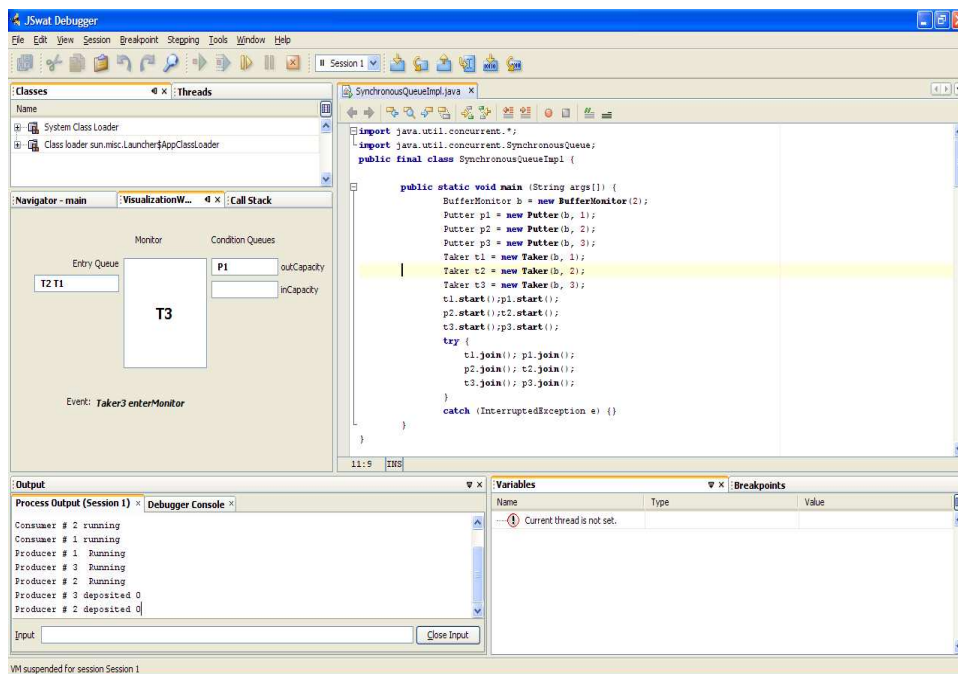 JSwat Debugger
File Edit View Session Breakpoint Stepping Tools Window Help
Session 1
Classes
Threads
Name
System Class Loader
Class loader sun.misc.Launcher$AppClassLoader
Navigator - main
VisualizationW...
Call Stack
Monitor
Condition Queues
Entry Queue
P1
outCapacity
T2 T1
inCapacity
T3
Event: Taker3 enterMonitor
SynchronousQueueImpl.java
import java.util.concurrent.*;
import java.util.concurrent.SynchronousQueue;
public final class SynchronousQueueImpl {
public static void main (String args[]) {
BufferMonitor b = new BufferMonitor(2);
Putter p1 = new Putter(b, 1);
Putter p2 = new Putter(b, 2);
Putter p3 = new Putter(b, 3);
Taker t1 = new Taker(b, 1);
Taker t2 = new Taker(b, 2);
Taker t3 = new Taker(b, 3);
t1.start();p1.start();
p2.start();t2.start();
t3.start();p3.start();
try {
t1.join(); p1.join();
p2.join(); t2.join();
t3.join(); p3.join();
}
catch (InterruptedException e) {}
}
}
11:9 INS
Output
Process Output (Session 1)
Debugger Console
Consumer # 2 running
Consumer # 1 running
Producer # 1 Running
Producer # 3 Running
Producer # 2 Running
Producer # 3 deposited 0
Producer # 2 deposited 0
Input
Close Input
Variables
Breakpoints
Name Type Value
Current thread is not set.
VM suspended for session Session 1